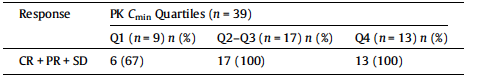 Response PK Cmin Quartiles (n = 39)
Q1 (n = 9) n (%) Q2–Q3 (n = 17) n (%) Q4 (n = 13) n (%)
CR + PR + SD 6 (67) 17 (100) 13 (100)